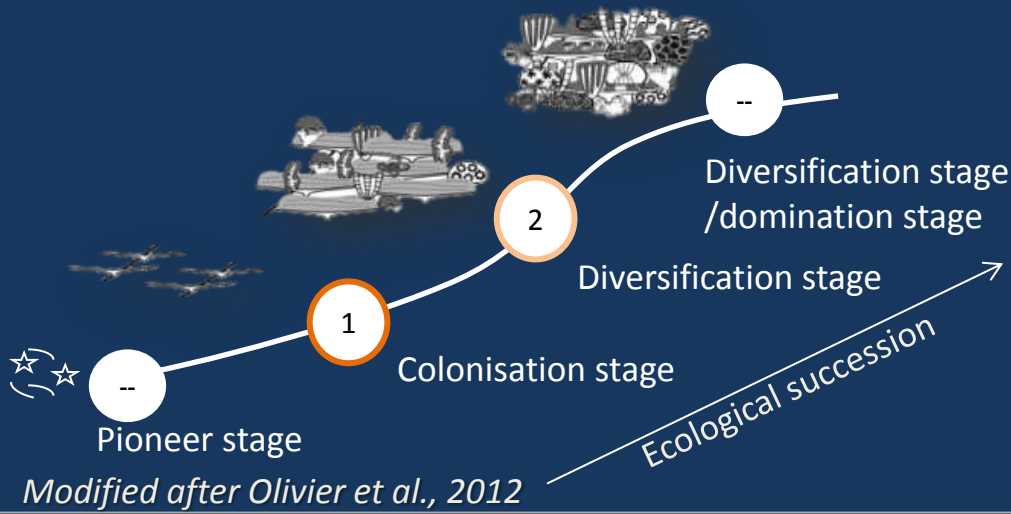 --
Diversification stage
/domination stage
2
Diversification stage
1
Colonisation stage
Ecological succession
--
Pioneer stage
Modified after Olivier et al., 2012